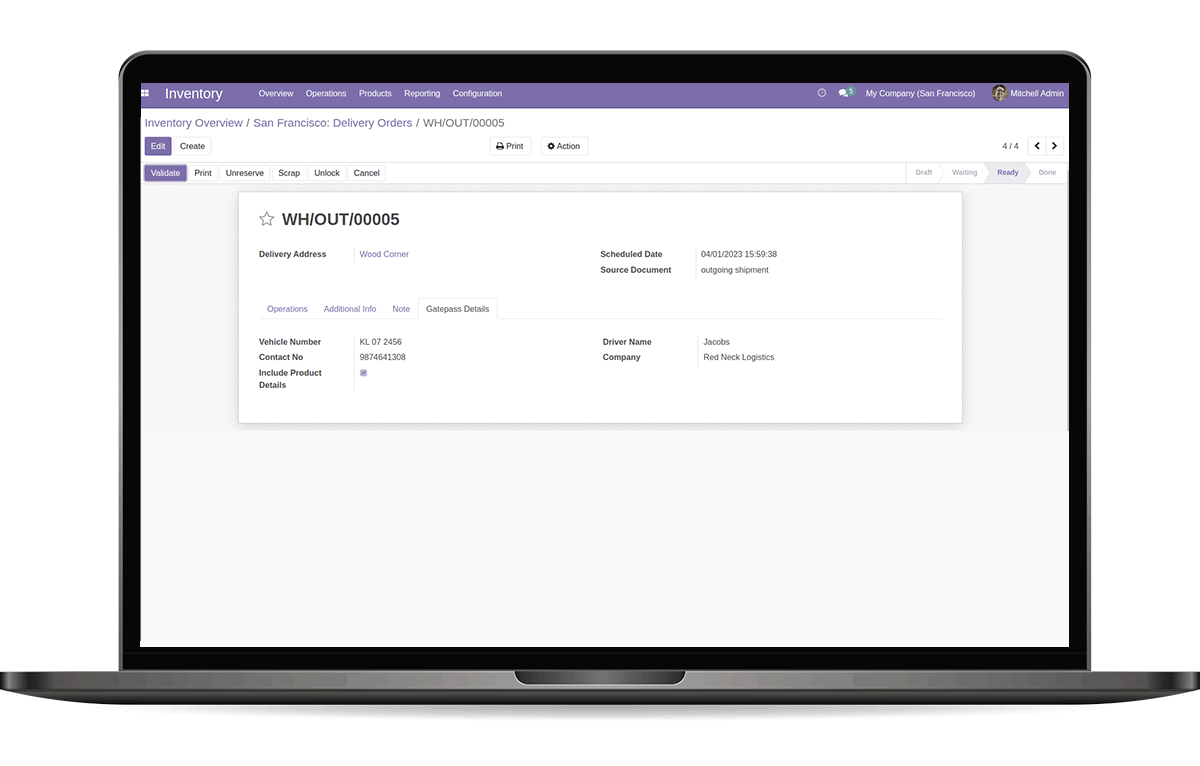 Inventory Overview Operations Products Reporting Configuration 5 My Company (San Francisco) Mitchell Admin
Inventory Overview / San Francisco: Delivery Orders / WH/OUT/00005
Edit Create Print Action 4 / 4
Validate Print Unreserve Scrap Unlock Cancel Draft Waiting Ready Done
WH/OUT/00005
Delivery Address Wood Corner Scheduled Date 04/01/2023 15:59:38
Source Document outgoing shipment
Operations Additional Info Note Gatepass Details
Vehicle Number KL 07 2456 Driver Name Jacobs
Contact No 9874641308 Company Red Neck Logistics
Include Product
Details